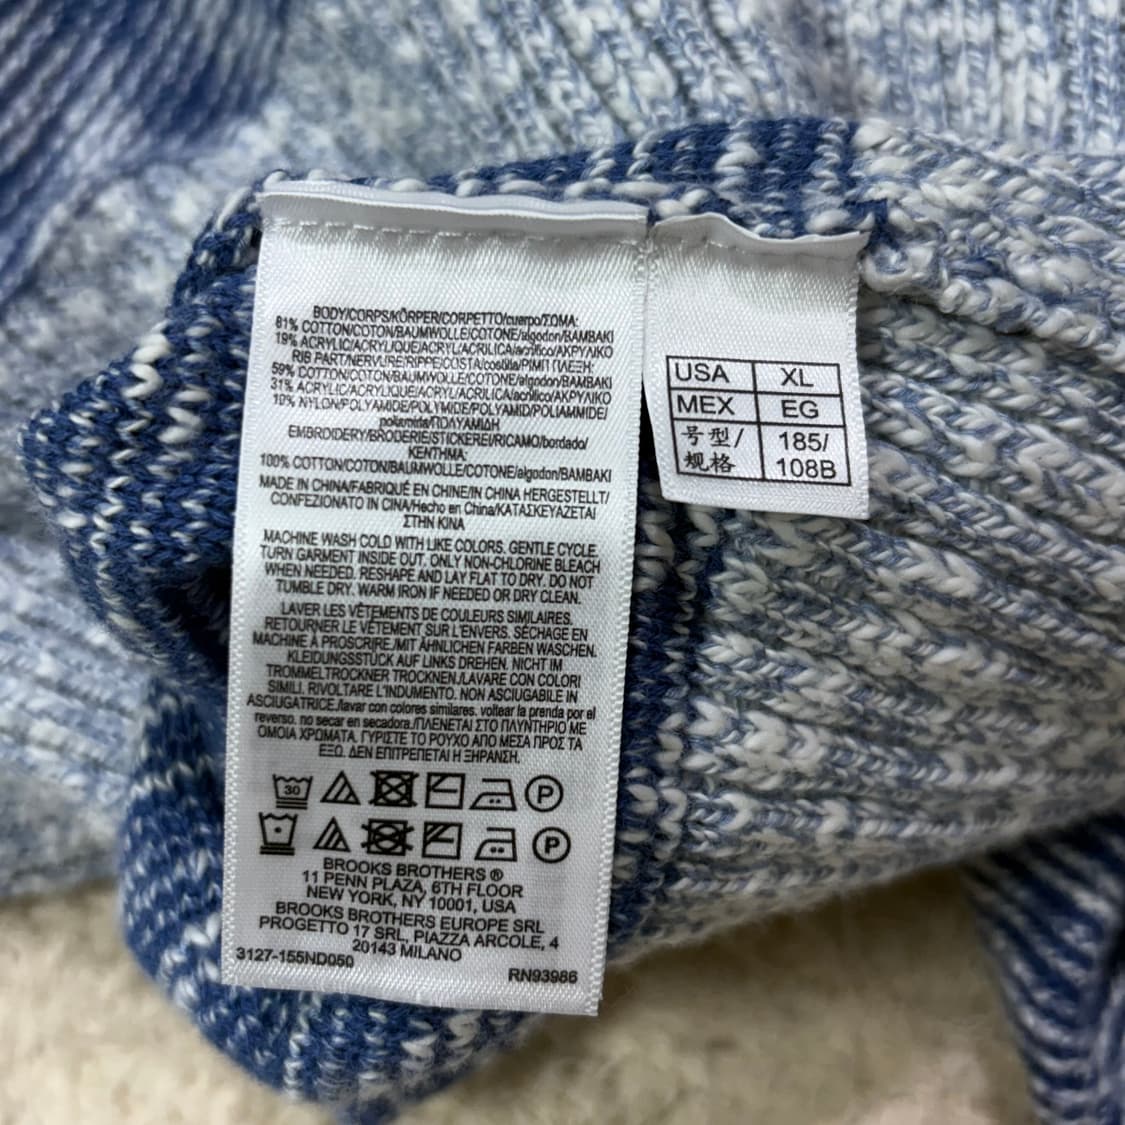 BODY/CORPS/KÖRPER/CORPETTO/cuerpo/ΣΩΜΑ:
81% COTTON/COTON/BAUMWOLLE/COTONE/algodon/ΒΑΜΒΑΚΙ
19% ACRYLIC/ACRYLIQUE/ACRYL/ACRILICA/acrílico/ΑΚΡΥΛΙΚΟ
RIB PART/NERVURE/RIPPE/COSTA/costilla/ΡΙΜΠ ΠΛΕΞΗ:
59% COTTON/COTON/BAUMWOLLE/COTONE/algodon/ΒΑΜΒΑΚΙ
31% ACRYLIC/ACRYLIQUE/ACRYL/ACRILICA/acrílico/ΑΚΡΥΛΙΚΟ
10% NYLON/POLYAMIDE/POLYMIDE/POLYAMID/POLIAMMIDE/
ΠΟΛΥΑΜΙΔΗ
EMBROIDERY/BRODERIE/STICKEREI/RICAMO/bordado/
ΚΕΝΤΗΜΑ:
100% COTTON/COTON/BAUMWOLLE/COTONE/algodon/ΒΑΜΒΑΚΙ
MADE IN CHINA/FABRIQUÉ EN CHINE/IN CHINA HERGESTELLT/
CONFEZIONATO IN CINA/Hecho en China/ΚΑΤΑΣΚΕΥΑΖΕΤΑΙ
ΣΤΗΝ ΚΙΝΑ
MACHINE WASH COLD WITH LIKE COLORS. GENTLE CYCLE.
TURN GARMENT INSIDE OUT. ONLY NON-CHLORINE BLEACH
WHEN NEEDED. RESHAPE AND LAY FLAT TO DRY. DO NOT
TUMBLE DRY. WARM IRON IF NEEDED OR DRY CLEAN.
LAVER LES VÊTEMENTS DE COULEURS SIMILAIRES.
RETOURNER LE VÊTEMENT SUR L'ENVERS. SÉCHAGE EN
MACHINE À PROSCRIRE./MIT ÄHNLICHEN FARBEN WASCHEN.
KLEIDUNGSSTÜCK AUF LINKS DREHEN. NICHT IM
TROMMELTROCKNER TROCKNEN./LAVARE CON COLORI
SIMILI. RIVOLTARE L'INDUMENTO. NON ASCIUGABILE IN
ASCIUGATRICE./lavar con colores similares. voltear la prenda por el
reverso. no secar en secadora./ΠΛΕΝΕΤΑΙ ΣΤΟ ΠΛΥΝΤΗΡΙΟ ΜΕ
ΟΜΟΙΑ ΧΡΩΜΑΤΑ. ΓΥΡΙΣΤΕ ΤΟ ΡΟΥΧΟ ΑΠΟ ΜΕΣΑ ΠΡΟΣ ΤΑ
ΕΞΩ. ΔΕΝ ΕΠΙΤΡΕΠΕΤΑΙ Η ΞΗΡΑΝΣΗ.
30 P
P
BROOKS BROTHERS ®
11 PENN PLAZA, 6TH FLOOR
NEW YORK, NY 10001, USA
BROOKS BROTHERS EUROPE SRL
PROGETTO 17 SRL, PIAZZA ARCOLE, 4
20143 MILANO
3127-155ND050
RN93986
USA XL
MEX EG
号型/ 185/
规格 108B